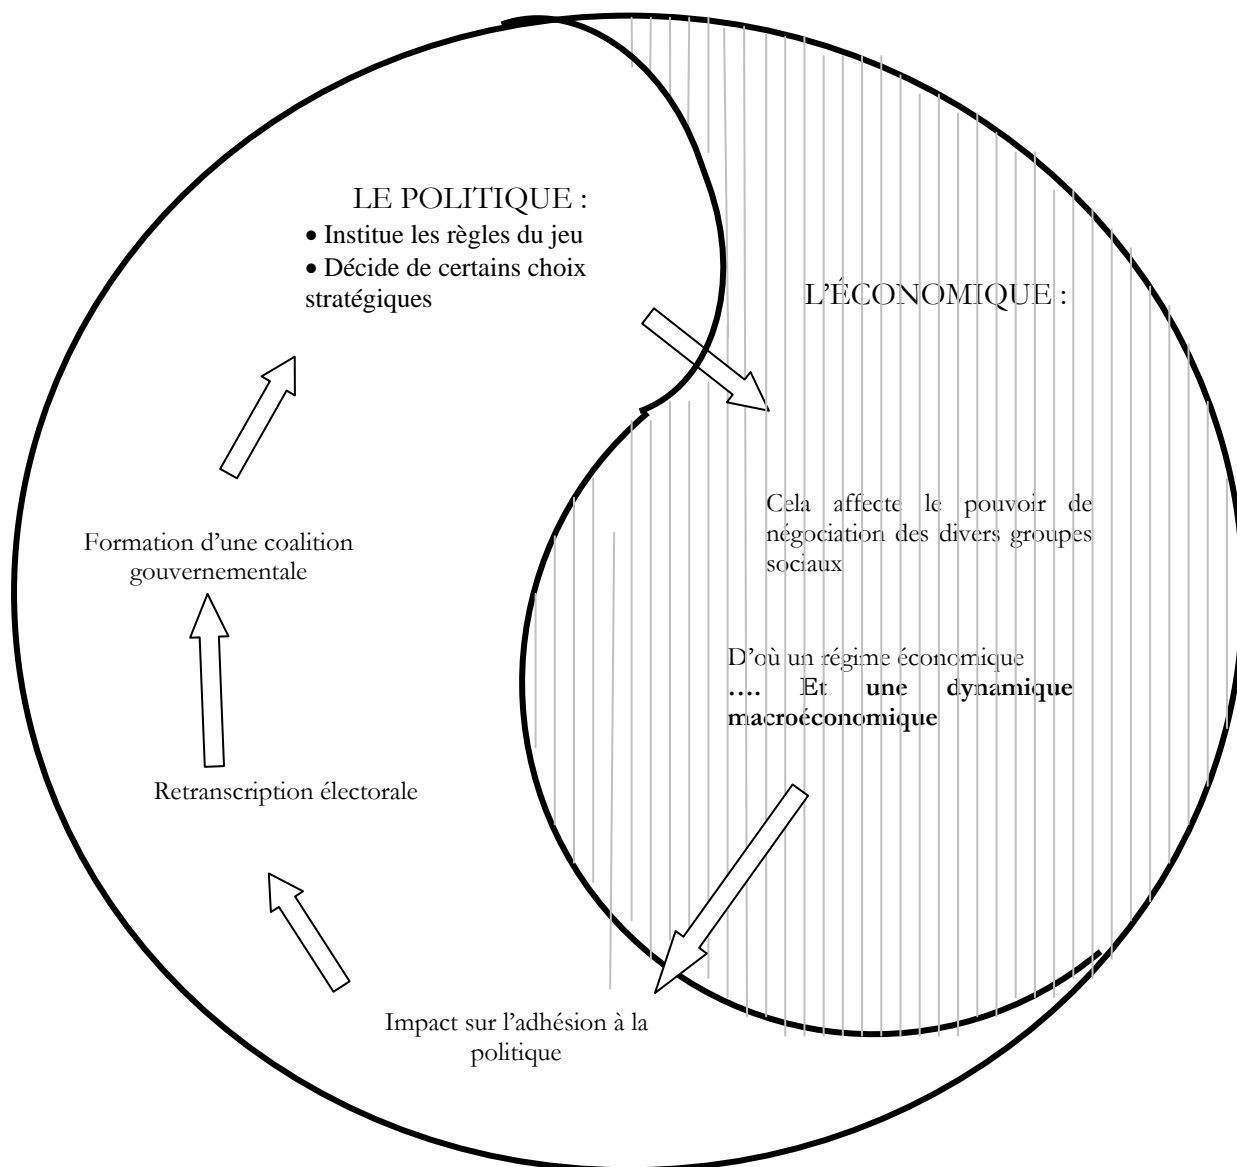 LE POLITIQUE :
• Institue les règles du jeu
• Décide de certains choix
stratégiques
L'ÉCONOMIQUE :
Cela affecte le pouvoir de
négociation des divers groupes
sociaux
D'où un régime économique
…. Et une dynamique
macroéconomique
Impact sur l'adhésion à la
politique
Retranscription électorale
Formation d'une coalition
gouvernementale